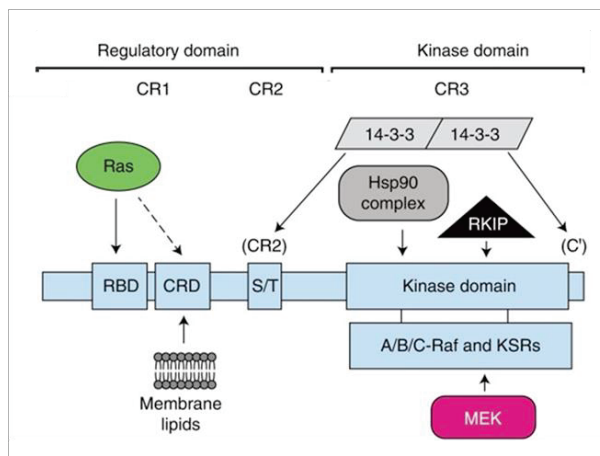 Regulatory domain
Kinase domain
CR1
CR2
CR3
14-3-3
14-3-3
Ras
Hsp90
complex
RKIP
(CR2)
(C')
RBD
CRD
S/T
Kinase domain
A/B/C-Raf and KSRs
Membrane
lipids
MEK